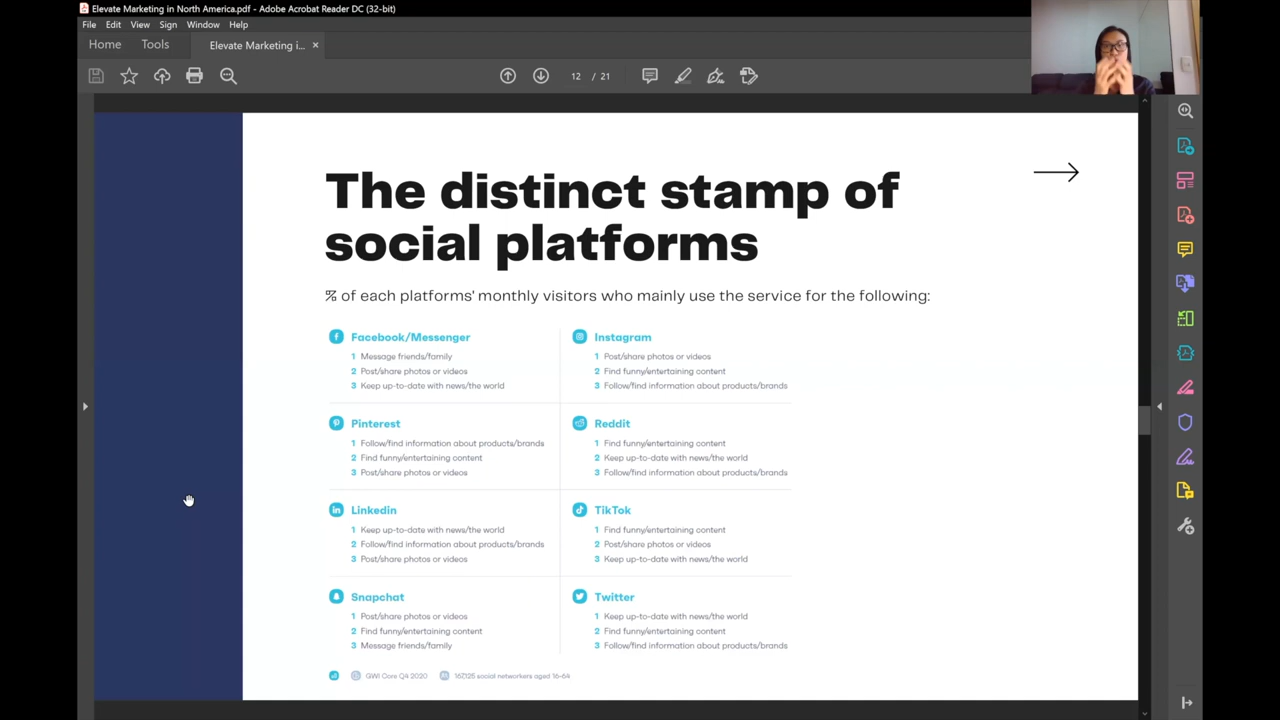 Elevate Marketing in North America.pdf - Adobe Acrobat Reader DC (32-bit)
File Edit View Sign Window Help
Home Tools Elevate Marketing i... ×
12 / 21
The distinct stamp of
social platforms
% of each platforms' monthly visitors who mainly use the service for the following:
Facebook/Messenger
1 Message friends/family
2 Post/share photos or videos
3 Keep up-to-date with news/the world
Instagram
1 Post/share photos or videos
2 Find funny/entertaining content
3 Follow/find information about products/brands
Pinterest
1 Follow/find information about products/brands
2 Find funny/entertaining content
3 Post/share photos or videos
Reddit
1 Find funny/entertaining content
2 Keep up-to-date with news/the world
3 Follow/find information about products/brands
Linkedin
1 Keep up-to-date with news/the world
2 Follow/find information about products/brands
3 Post/share photos or videos
TikTok
1 Find funny/entertaining content
2 Post/share photos or videos
3 Keep up-to-date with news/the world
Snapchat
1 Post/share photos or videos
2 Find funny/entertaining content
3 Message friends/family
Twitter
1 Keep up-to-date with news/the world
2 Find funny/entertaining content
3 Follow/find information about products/brands
GWI Core Q4 2020 167,125 social networkers aged 16-64